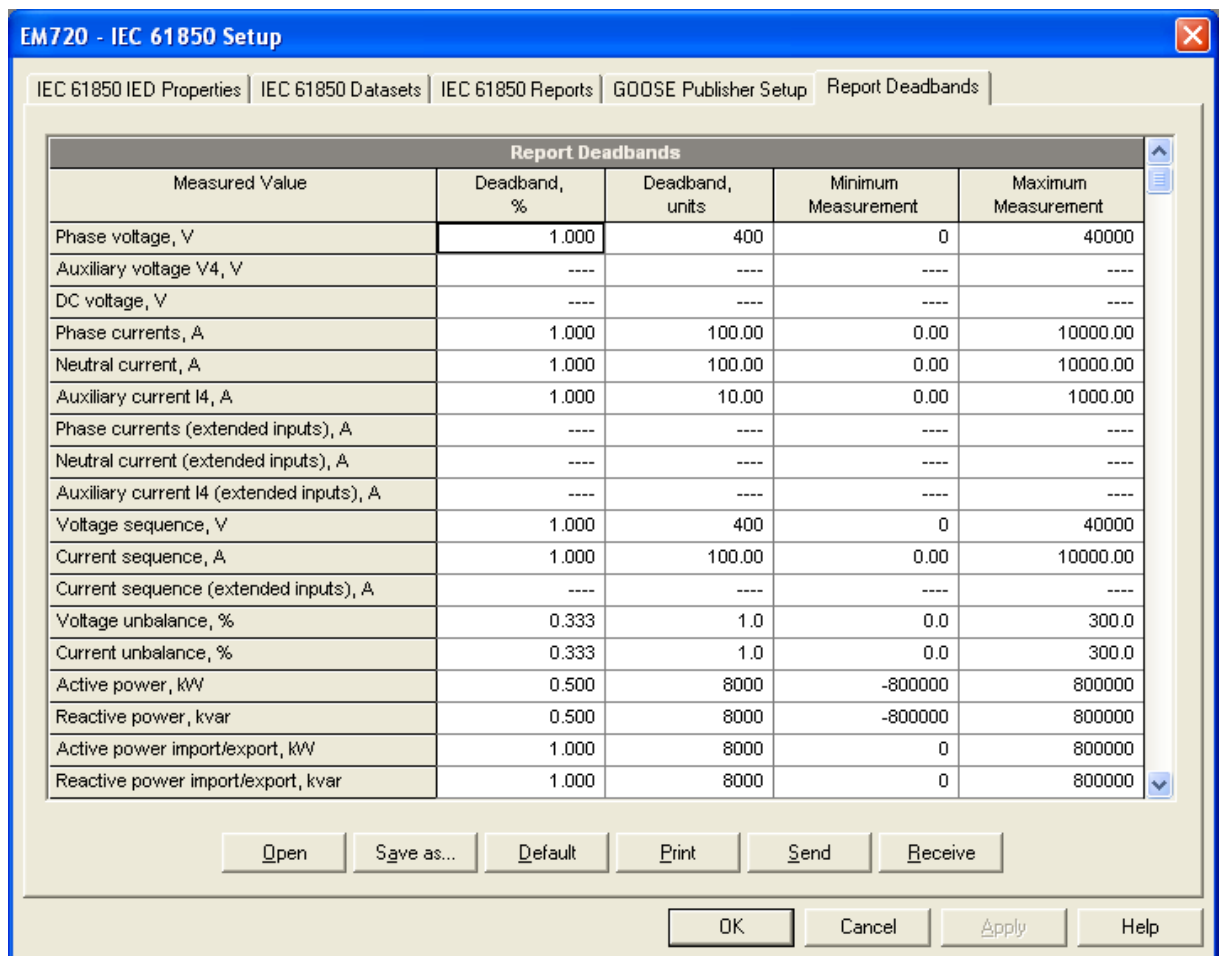 EM720 - IEC 61850 Setup
IEC 61850 IED Properties IEC 61850 Datasets IEC 61850 Reports GOOSE Publisher Setup Report Deadbands
Report Deadbands
Measured Value Deadband, % Deadband, units Minimum Measurement Maximum Measurement
Phase voltage, V 1.000 400 0 40000
Auxiliary voltage V4, V ---- ---- ---- ----
DC voltage, V ---- ---- ---- ----
Phase currents, A 1.000 100.00 0.00 10000.00
Neutral current, A 1.000 100.00 0.00 10000.00
Auxiliary current I4, A 1.000 10.00 0.00 1000.00
Phase currents (extended inputs), A ---- ---- ---- ----
Neutral current (extended inputs), A ---- ---- ---- ----
Auxiliary current I4 (extended inputs), A ---- ---- ---- ----
Voltage sequence, V 1.000 400 0 40000
Current sequence, A 1.000 100.00 0.00 10000.00
Current sequence (extended inputs), A ---- ---- ---- ----
Voltage unbalance, % 0.333 1.0 0.0 300.0
Current unbalance, % 0.333 1.0 0.0 300.0
Active power, kW 0.500 8000 -800000 800000
Reactive power, kvar 0.500 8000 -800000 800000
Active power import/export, kW 1.000 8000 0 800000
Reactive power import/export, kvar 1.000 8000 0 800000
Open Save as... Default Print Send Receive
OK Cancel Apply Help